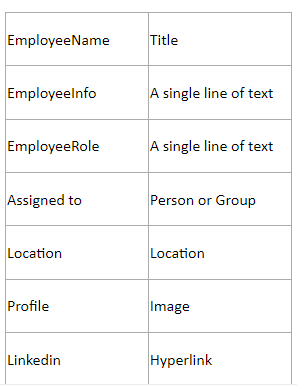 EmployeeName Title
EmployeeInfo A single line of text
EmployeeRole A single line of text
Assigned to Person or Group
Location Location
Profile Image
Linkedin Hyperlink